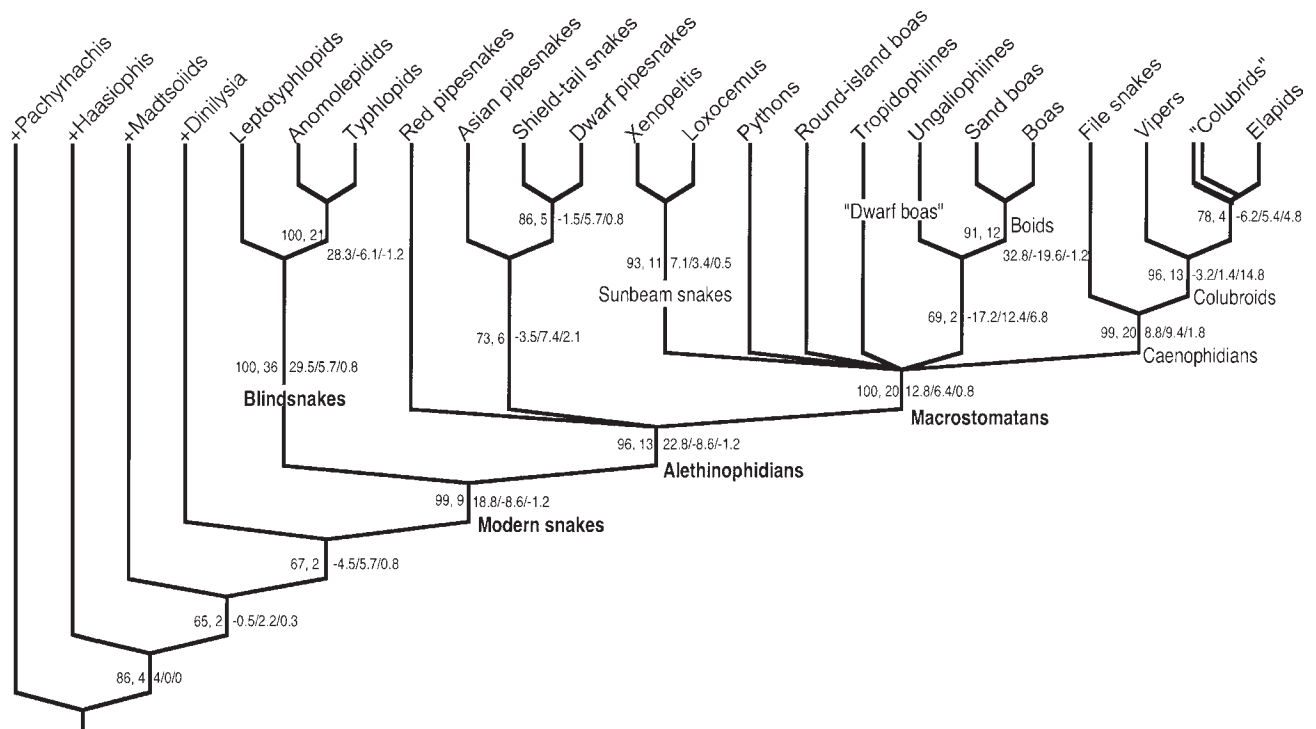 +Pachyrhachis
+Haasiophis
+Madtsoiids
+Dinilysia
Leptotyphlopids
Anomolepidids
Typhlopids
Red pipesnakes
Asian pipesnakes
Shield-tail snakes
Dwarf pipesnakes
Xenopeltis
Loxocemus
Pythons
Round-island boas
Tropidophiines
Ungaliophiines
Sand boas
Boas
File snakes
Vipers
"Colubrids"
Elapids
86, 5 -1.5/5.7/0.8
"Dwarf boas"
78, 4 -6.2/5.4/4.8
100, 21 28.3/-6.1/-1.2
91, 12 32.8/-19.6/-1.2
Boids
93, 11 7.1/3.4/0.5
Sunbeam snakes
96, 13 -3.2/1.4/14.8
Colubroids
73, 6 -3.5/7.4/2.1
69, 2 -17.2/12.4/6.8
99, 20 8.8/9.4/1.8
Caenophidians
100, 36 29.5/5.7/0.8
Blindsnakes
100, 20 12.8/6.4/0.8
Macrostomatans
96, 13 22.8/-8.6/-1.2
Alethinophidians
99, 9 18.8/-8.6/-1.2
Modern snakes
67, 2 -4.5/5.7/0.8
65, 2 -0.5/2.2/0.3
86, 4 4/0/0